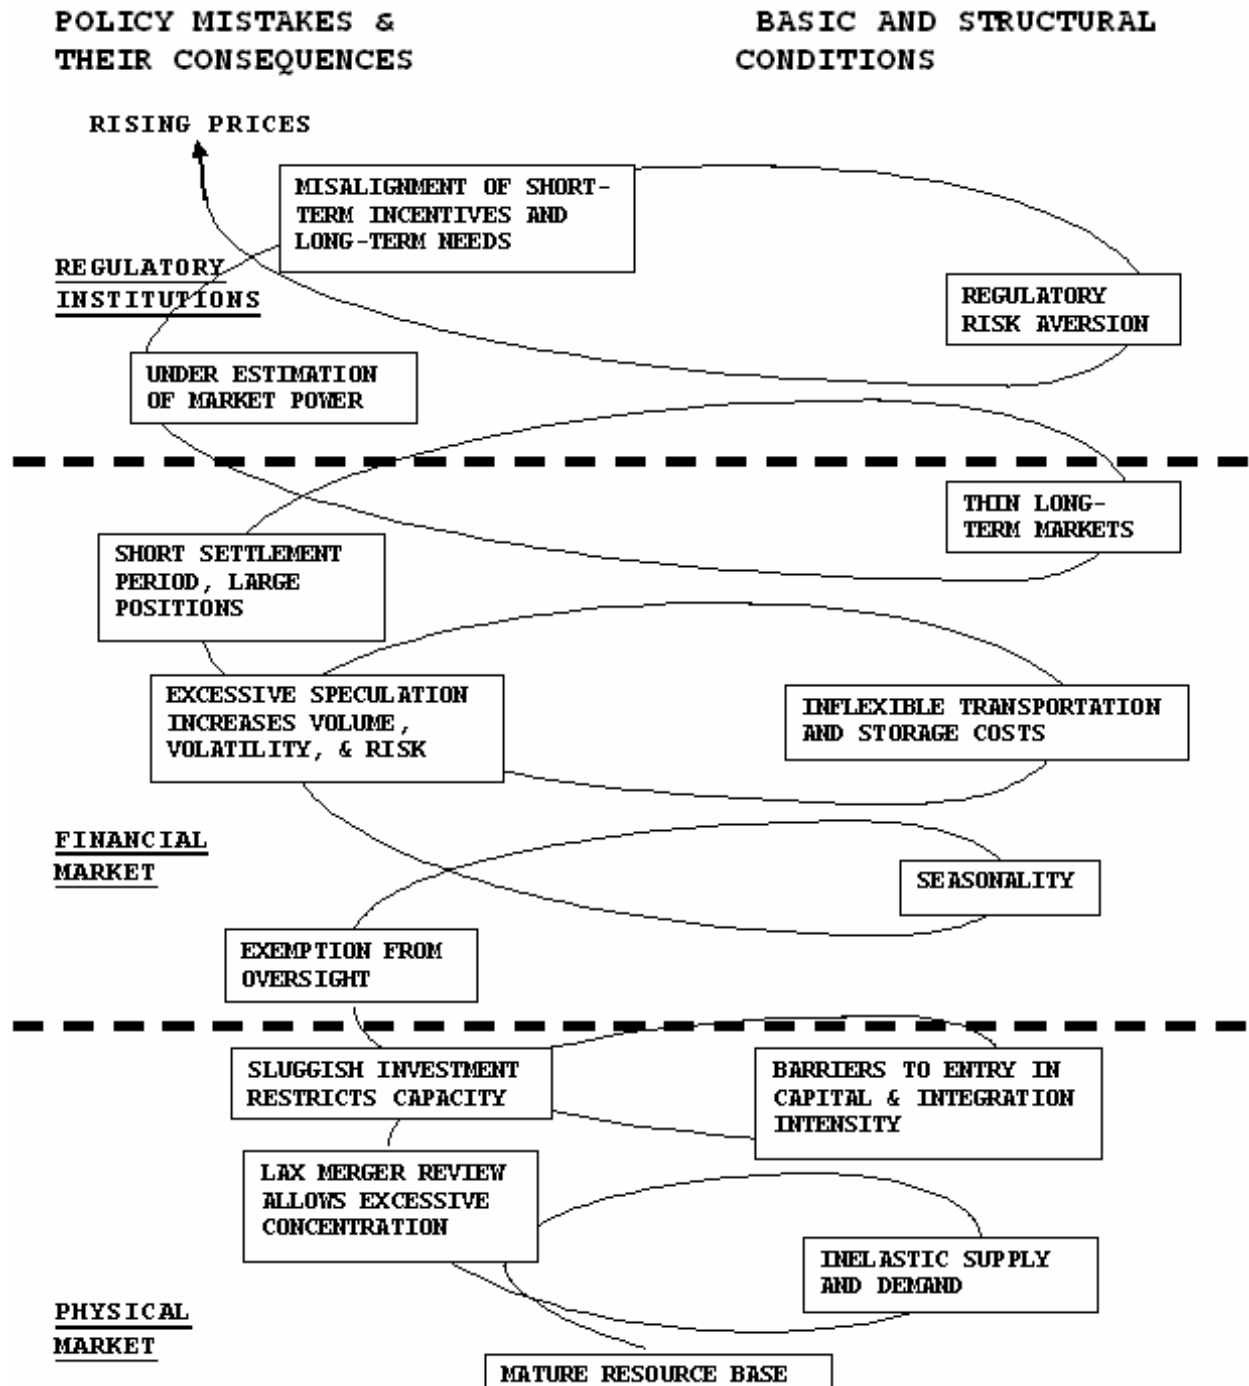 POLICY MISTAKES &
THEIR CONSEQUENCES
BASIC AND STRUCTURAL
CONDITIONS
RISING PRICES
MISALIGNMENT OF SHORT-
TERM INCENTIVES AND
LONG-TERM NEEDS
REGULATORY
INSTITUTIONS
REGULATORY
RISK AVERSION
UNDER ESTIMATION
OF MARKET POWER
THIN LONG-
TERM MARKETS
SHORT SETTLEMENT
PERIOD, LARGE
POSITIONS
EXCESSIVE SPECULATION
INCREASES VOLUME,
VOLATILITY, & RISK
INFLEXIBLE TRANSPORTATION
AND STORAGE COSTS
FINANCIAL
MARKET
SEASONALITY
EXEMPTION FROM
OVERSIGHT
SLUGGISH INVESTMENT
RESTRICTS CAPACITY
BARRIERS TO ENTRY IN
CAPITAL & INTEGRATION
INTENSITY
LAX MERGER REVIEW
ALLOWS EXCESSIVE
CONCENTRATION
INELASTIC SUPPLY
AND DEMAND
PHYSICAL
MARKET
MATURE RESOURCE BASE